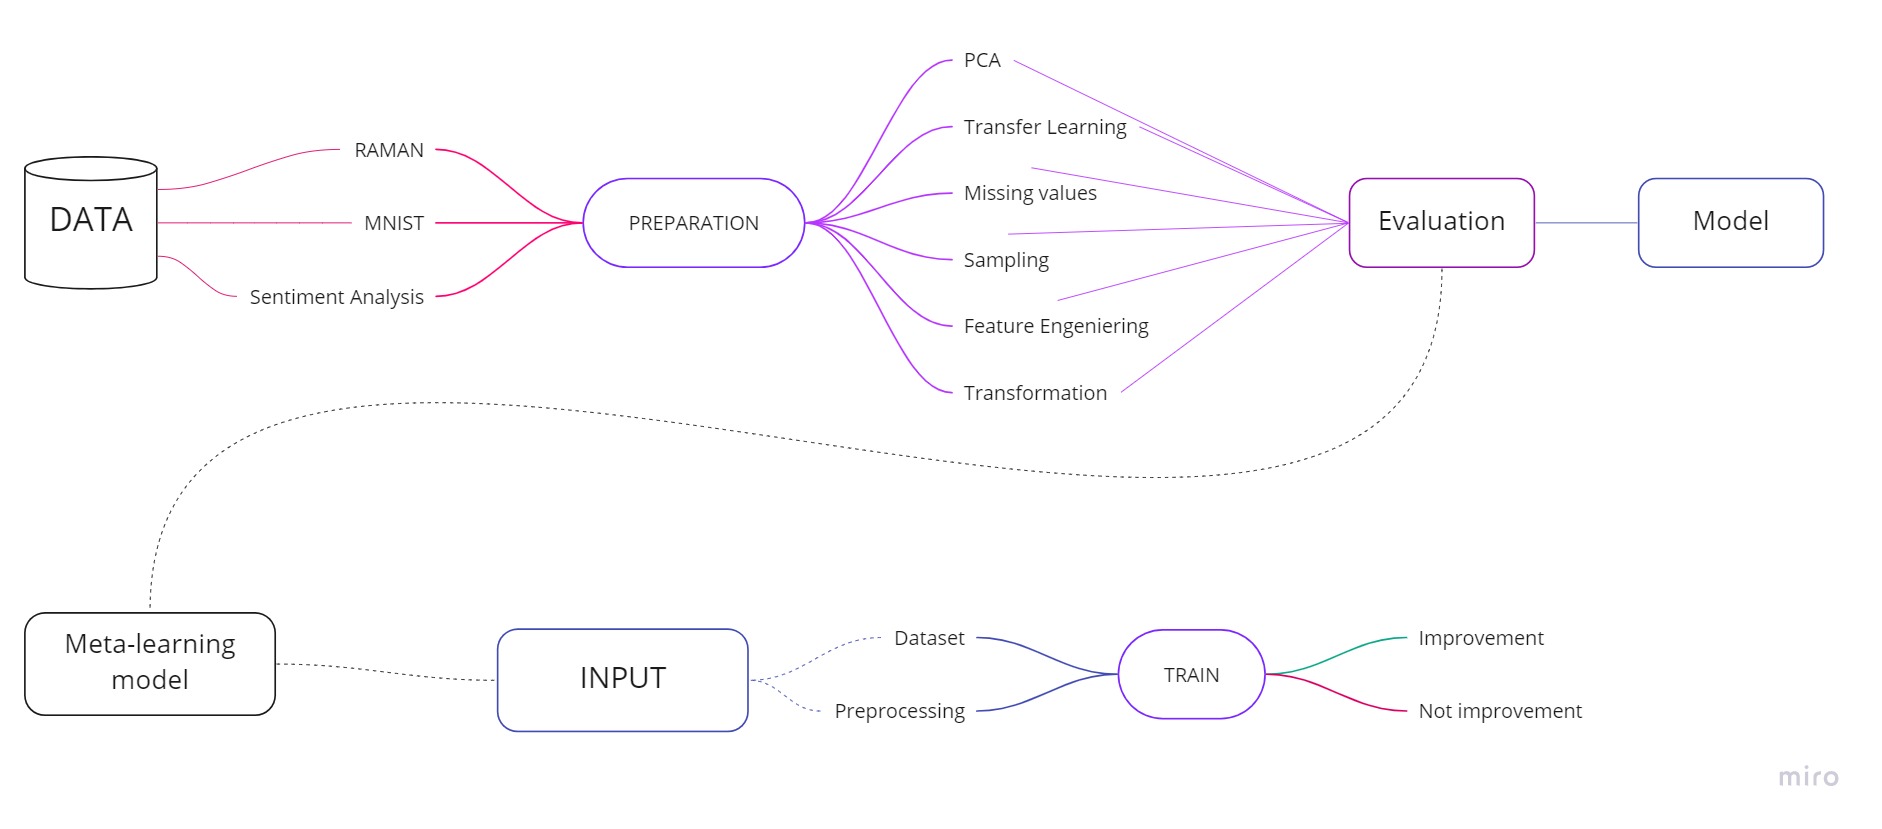 DATA
RAMAN
MNIST
Sentiment Analysis
PREPARATION
PCA
Transfer Learning
Missing values
Sampling
Feature Engeniering
Transformation
Evaluation
Model
Meta-learning
model
INPUT
Dataset
Preprocessing
TRAIN
Improvement
Not improvement
miro